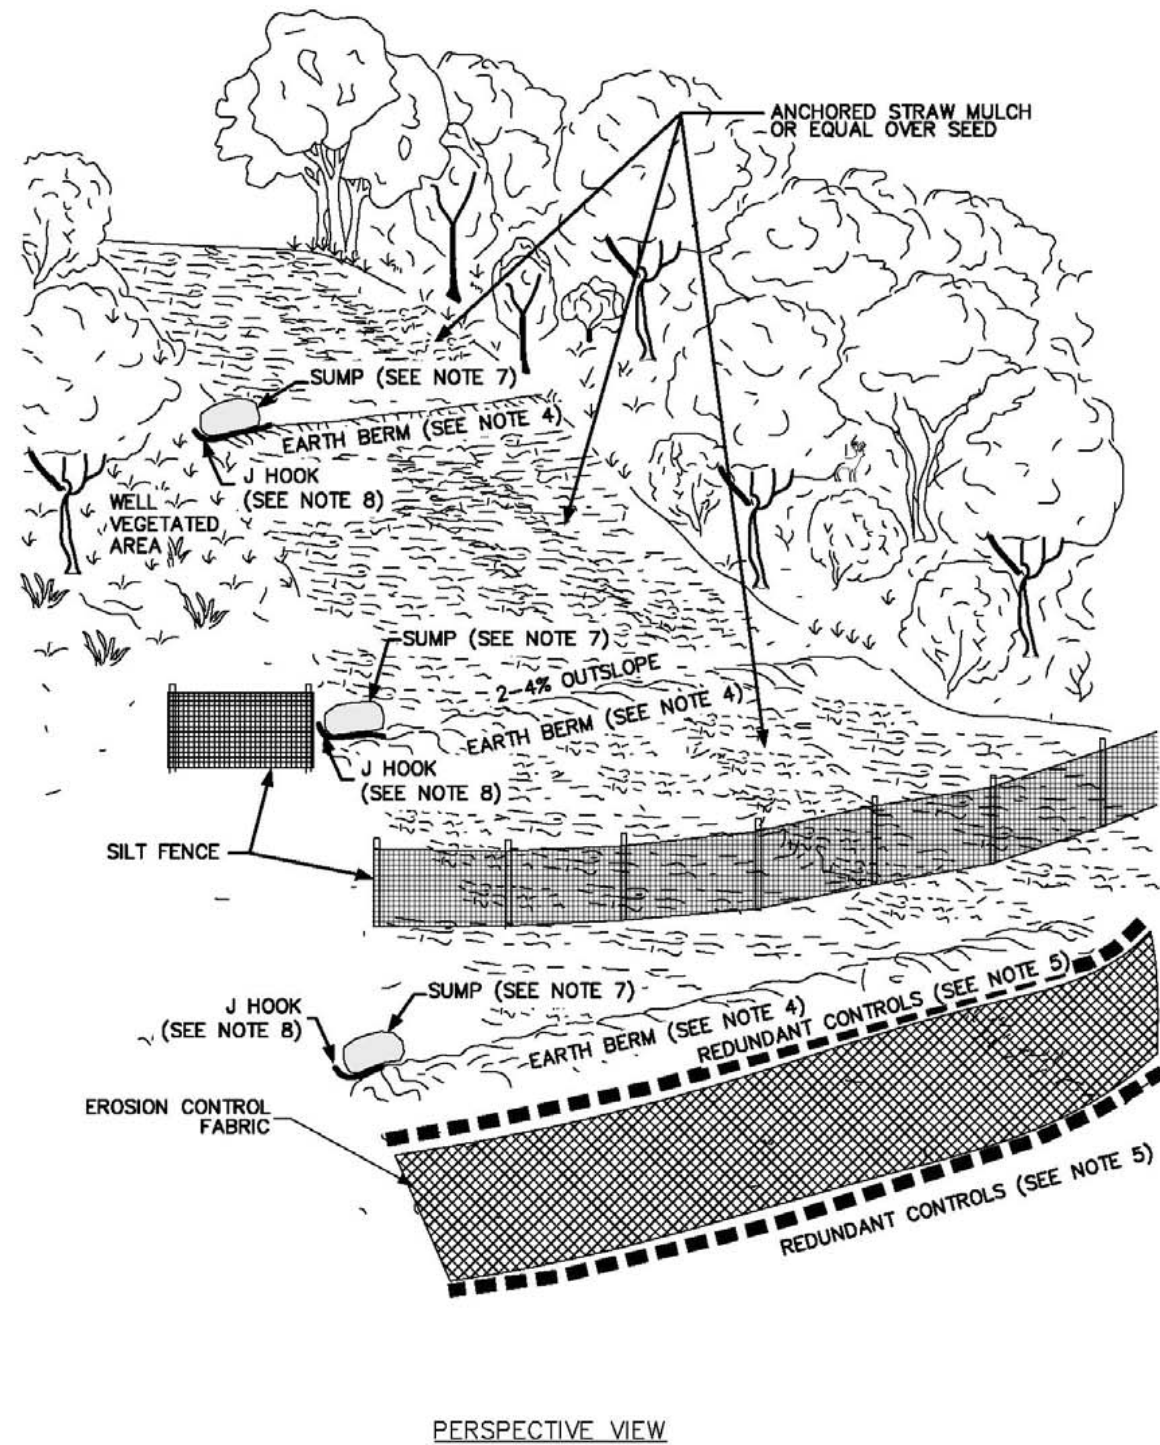 ANCHORED STRAW MULCH
OR EQUAL OVER SEED
SUMP (SEE NOTE 7)
EARTH BERM (SEE NOTE 4)
J HOOK
(SEE NOTE 8)
WELL
VEGETATED
AREA
SUMP (SEE NOTE 7)
2-4% OUTSLOPE
EARTH BERM (SEE NOTE 4)
J HOOK
(SEE NOTE 8)
SILT FENCE
SUMP (SEE NOTE 7)
J HOOK
(SEE NOTE 8)
EARTH BERM (SEE NOTE 4)
REDUNDANT CONTROLS (SEE NOTE 5)
EROSION CONTROL
FABRIC
REDUNDANT CONTROLS (SEE NOTE 5)
PERSPECTIVE VIEW